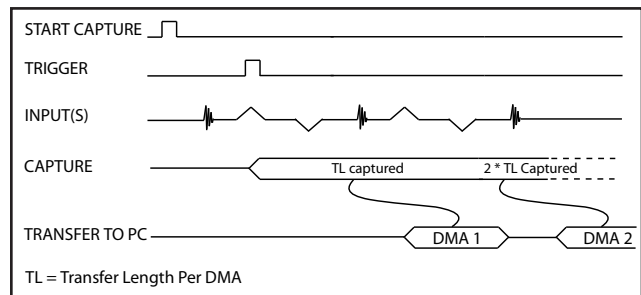 START CAPTURE
TRIGGER
INPUT(S)
CAPTURE
TL captured 2 * TL Captured
TRANSFER TO PC
DMA 1 DMA 2
TL = Transfer Length Per DMA